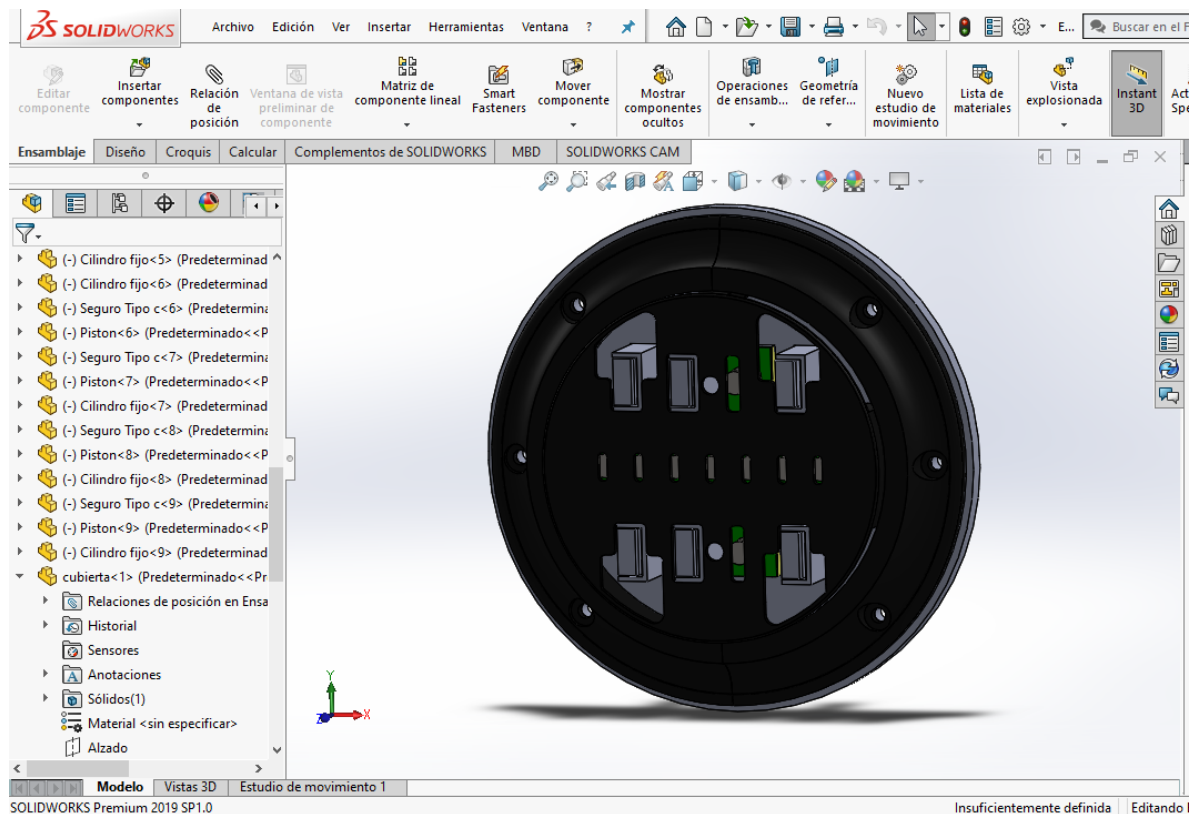 SOLIDWORKS Archivo Edición Ver Insertar Herramientas Ventana ? E... Buscar en el F
Editar componente
Insertar componentes
Relación de posición
Ventana de vista preliminar de componente
Matriz de componente lineal
Smart Fasteners
Mover componente
Mostrar componentes ocultos
Operaciones de ensamb...
Geometría de refer...
Nuevo estudio de movimiento
Lista de materiales
Vista explosionada
Instant 3D
Act
Spe
Ensamblaje Diseño Croquis Calcular Complementos de SOLIDWORKS MBD SOLIDWORKS CAM
(-) Cilindro fijo<5> (Predeterminad
(-) Cilindro fijo<6> (Predeterminad
(-) Seguro Tipo c<6> (Predetermina
(-) Piston<6> (Predeterminado<<P
(-) Seguro Tipo c<7> (Predetermina
(-) Piston<7> (Predeterminado<<P
(-) Cilindro fijo<7> (Predeterminad
(-) Seguro Tipo c<8> (Predetermina
(-) Piston<8> (Predeterminado<<P
(-) Cilindro fijo<8> (Predeterminad
(-) Seguro Tipo c<9> (Predetermina
(-) Piston<9> (Predeterminado<<P
(-) Cilindro fijo<9> (Predeterminad
cubierta<1> (Predeterminado<<Pr
Relaciones de posición en Ensa
Historial
Sensores
Anotaciones
Sólidos(1)
Material <sin especificar>
Alzado
Y
Z X
Modelo Vistas 3D Estudio de movimiento 1
SOLIDWORKS Premium 2019 SP1.0 Insuficientemente definida Editando